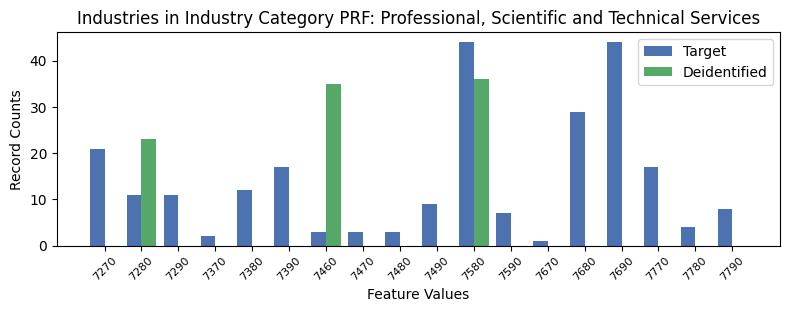 Industries in Industry Category PRF: Professional, Scientific and Technical Services
Target
Deidentified
Record Counts
40
30
20
10
0
7270 7280 7290 7370 7380 7390 7460 7470 7480 7490 7580 7590 7670 7680 7690 7770 7780 7790
Feature Values